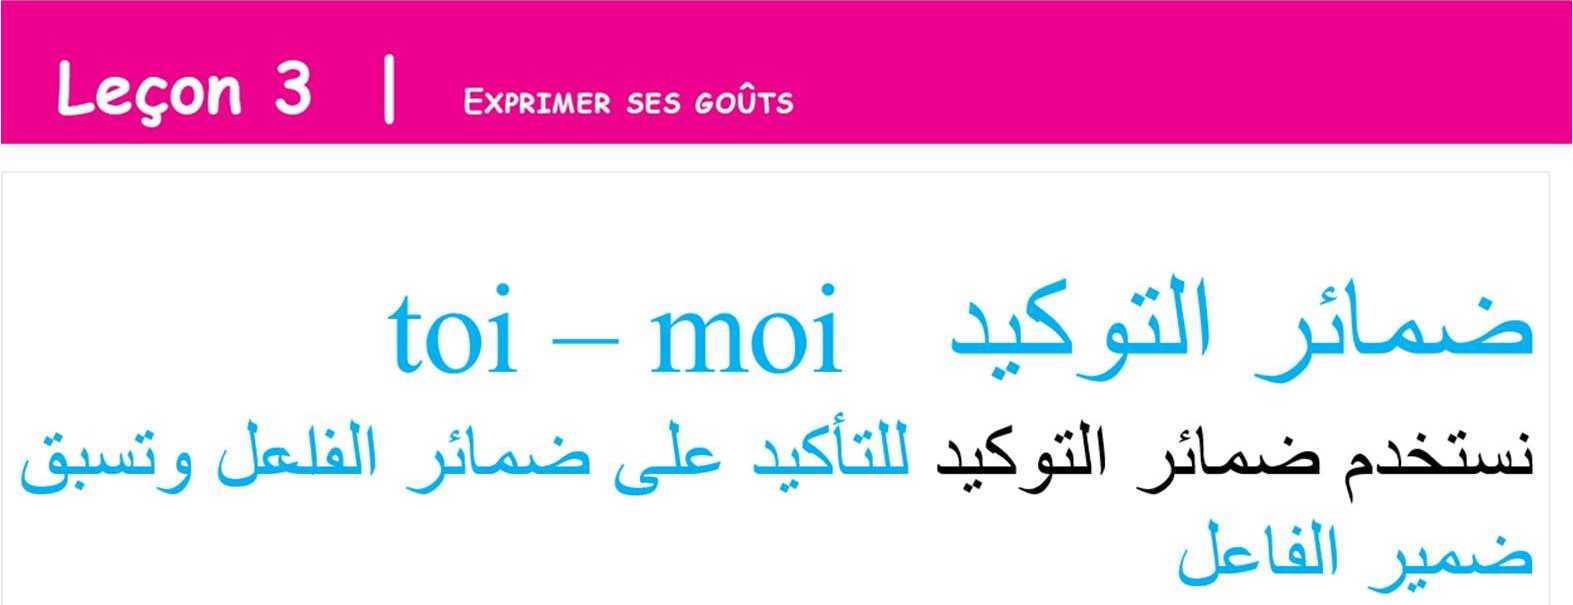 Leçon 3 | EXPRIMER SES GOÛTS
ضمائر التوكيد toi – moi
نستخدم ضمائر التوكيد للتأكيد على ضمائر الفلعل وتسبق
ضمير الفاعل